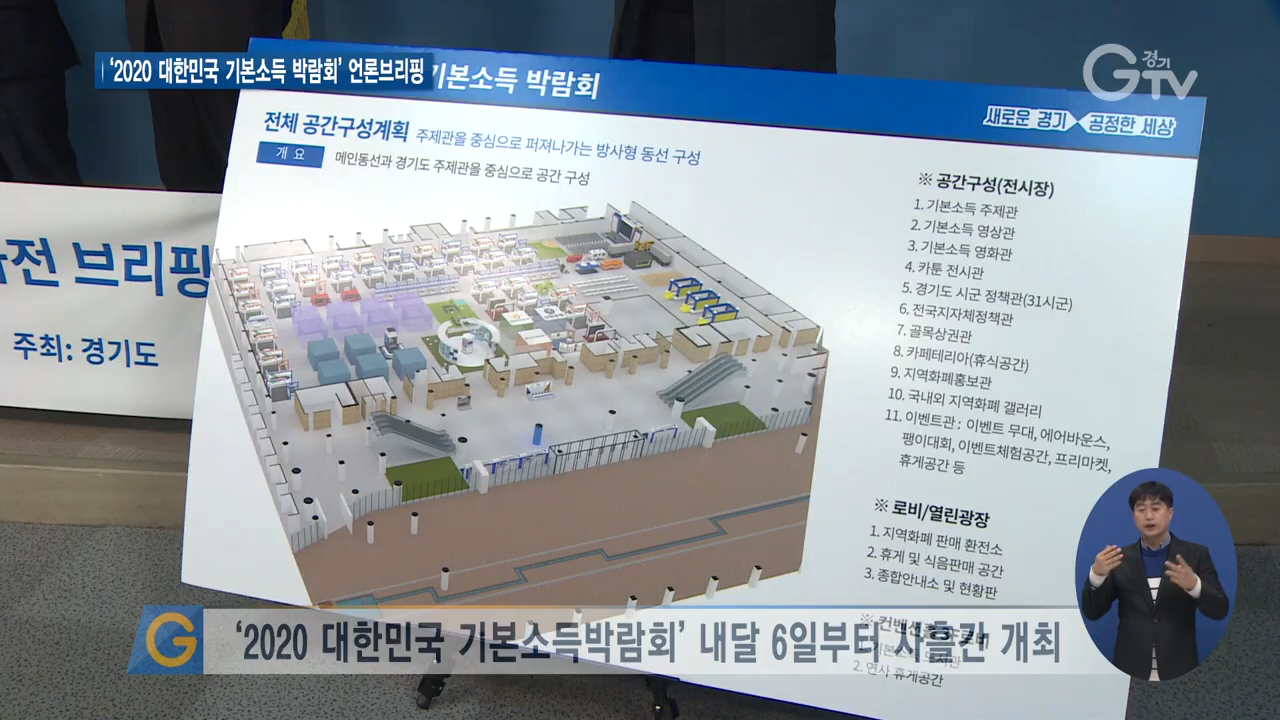 '2020 대한민국 기본소득 박람회' 언론브리핑
기본소득 박람회
경기
GTV
새로운 경기 공정한 세상
전체 공간구성계획 주제관을 중심으로 퍼져나가는 방사형 동선 구성
개 요 메인동선과 경기도 주제관을 중심으로 공간 구성
※ 공간구성(전시장)
1. 기본소득 주제관
2. 기본소득 영상관
3. 기본소득 영화관
4. 카툰 전시관
5. 경기도 시군 정책관(31시군)
6. 전국지자체정책관
7. 골목상권관
8. 카페테리아(휴식공간)
9. 지역화폐홍보관
10. 국내외 지역화폐 갤러리
11. 이벤트관 : 이벤트 무대, 에어바운스,
팽이대회, 이벤트체험공간, 프리마켓,
휴게공간 등
※ 로비/열린광장
1. 지역화폐 판매 환전소
2. 휴게 및 식음판매 공간
3. 종합안내소 및 현황판
2. 연사 휴게공간
전 브리핑
주최: 경기도
G '2020 대한민국 기본소득박람회' 내달 6일부터 사흘간 개최